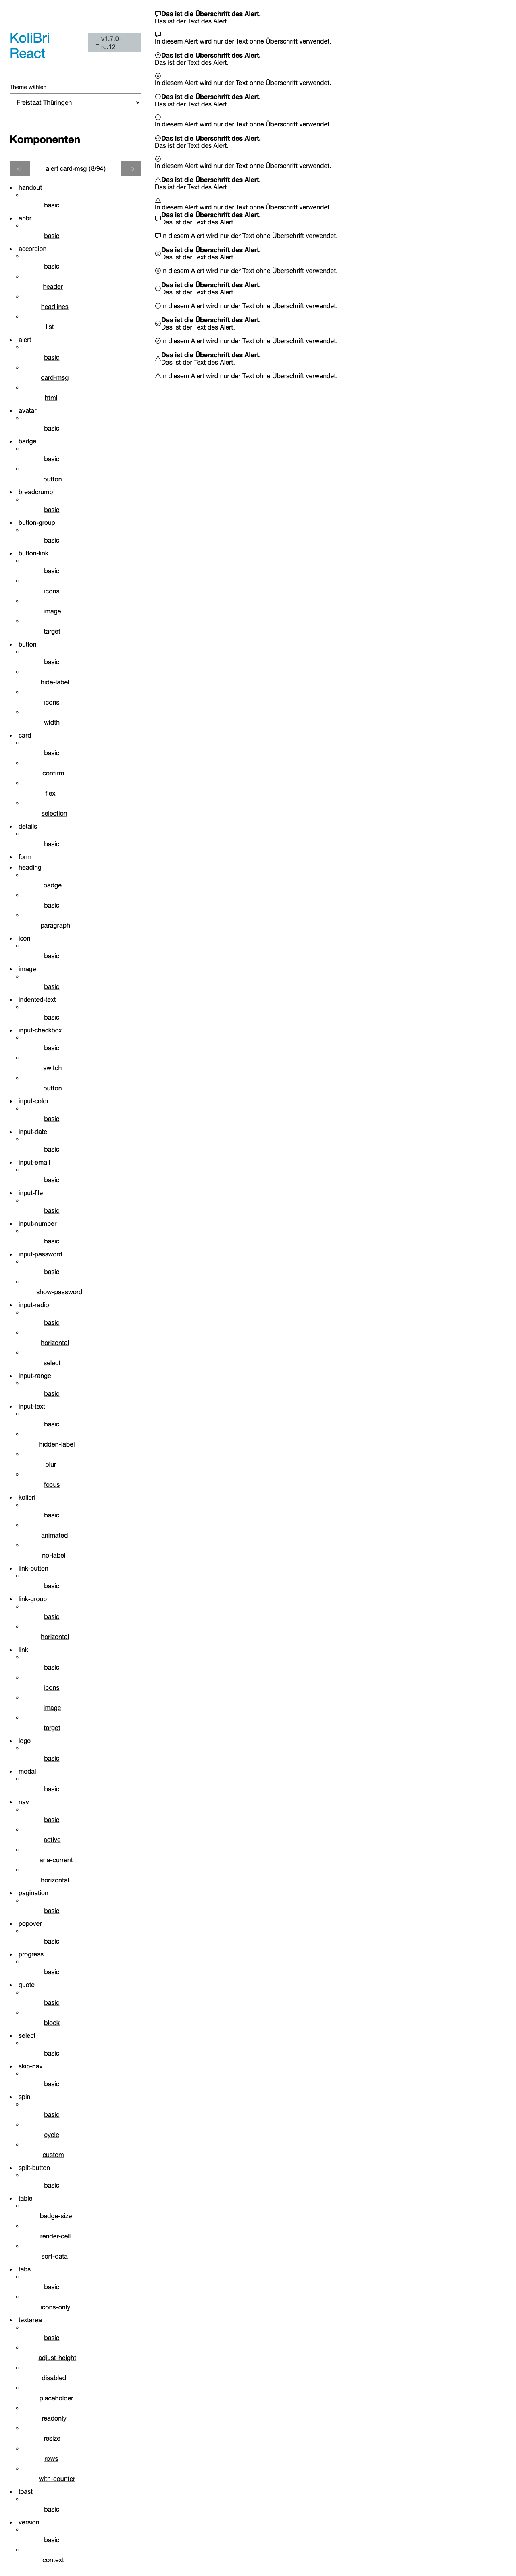 KoliBri
React
v1.7.0-
rc.12
Theme wählen
Freistaat Thüringen
Komponenten
alert card-msg (8/94)
handout
basic
abbr
basic
accordion
basic
header
headlines
list
alert
basic
card-msg
html
avatar
basic
badge
basic
button
breadcrumb
basic
button-group
basic
button-link
basic
icons
image
target
button
basic
hide-label
icons
width
card
basic
confirm
flex
selection
details
basic
form
heading
badge
basic
paragraph
icon
basic
image
basic
indented-text
basic
input-checkbox
basic
switch
button
input-color
basic
input-date
basic
input-email
basic
input-file
basic
input-number
basic
input-password
basic
show-password
input-radio
basic
horizontal
select
input-range
basic
input-text
basic
hidden-label
blur
focus
kolibri
basic
animated
no-label
link-button
basic
link-group
basic
horizontal
link
basic
icons
image
target
logo
basic
modal
basic
nav
basic
active
aria-current
horizontal
pagination
basic
popover
basic
progress
basic
quote
basic
block
select
basic
skip-nav
basic
spin
basic
cycle
custom
split-button
basic
table
badge-size
render-cell
sort-data
tabs
basic
icons-only
textarea
basic
adjust-height
disabled
placeholder
readonly
resize
rows
with-counter
toast
basic
version
basic
context
Das ist die Überschrift des Alert.
Das ist der Text des Alert.
In diesem Alert wird nur der Text ohne Überschrift verwendet.
Das ist die Überschrift des Alert.
Das ist der Text des Alert.
In diesem Alert wird nur der Text ohne Überschrift verwendet.
Das ist die Überschrift des Alert.
Das ist der Text des Alert.
In diesem Alert wird nur der Text ohne Überschrift verwendet.
Das ist die Überschrift des Alert.
Das ist der Text des Alert.
In diesem Alert wird nur der Text ohne Überschrift verwendet.
Das ist die Überschrift des Alert.
Das ist der Text des Alert.
In diesem Alert wird nur der Text ohne Überschrift verwendet.
Das ist die Überschrift des Alert.
Das ist der Text des Alert.
In diesem Alert wird nur der Text ohne Überschrift verwendet.
Das ist die Überschrift des Alert.
Das ist der Text des Alert.
In diesem Alert wird nur der Text ohne Überschrift verwendet.
Das ist die Überschrift des Alert.
Das ist der Text des Alert.
In diesem Alert wird nur der Text ohne Überschrift verwendet.
Das ist die Überschrift des Alert.
Das ist der Text des Alert.
In diesem Alert wird nur der Text ohne Überschrift verwendet.
Das ist die Überschrift des Alert.
Das ist der Text des Alert.
In diesem Alert wird nur der Text ohne Überschrift verwendet.